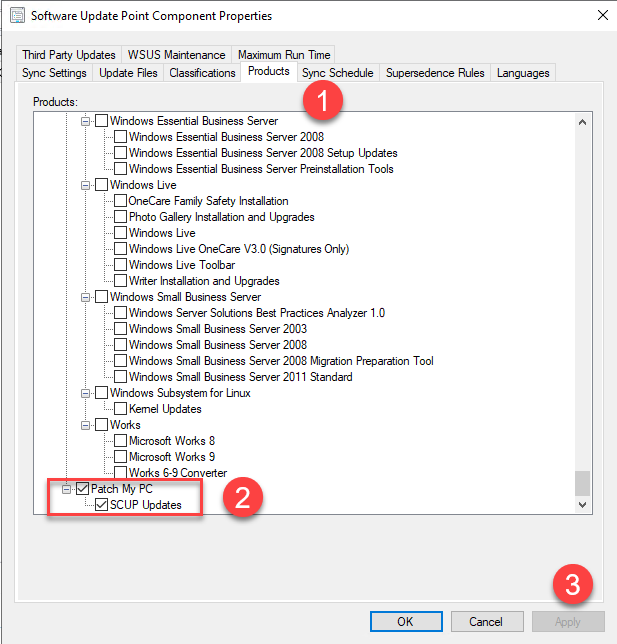 Software Update Point Component Properties
Third Party Updates WSUS Maintenance Maximum Run Time
Sync Settings Update Files Classifications Products Sync Schedule Supersedence Rules Languages
1
Products:
Windows Essential Business Server
Windows Essential Business Server 2008
Windows Essential Business Server 2008 Setup Updates
Windows Essential Business Server Preinstallation Tools
Windows Live
OneCare Family Safety Installation
Photo Gallery Installation and Upgrades
Windows Live
Windows Live OneCare V3.0 (Signatures Only)
Windows Live Toolbar
Writer Installation and Upgrades
Windows Small Business Server
Windows Server Solutions Best Practices Analyzer 1.0
Windows Small Business Server 2003
Windows Small Business Server 2008
Windows Small Business Server 2008 Migration Preparation Tool
Windows Small Business Server 2011 Standard
Windows Subsystem for Linux
Kernel Updates
Works
Microsoft Works 8
Microsoft Works 9
Works 6-9 Converter
Patch My PC
SCUP Updates
2
3
OK Cancel Apply